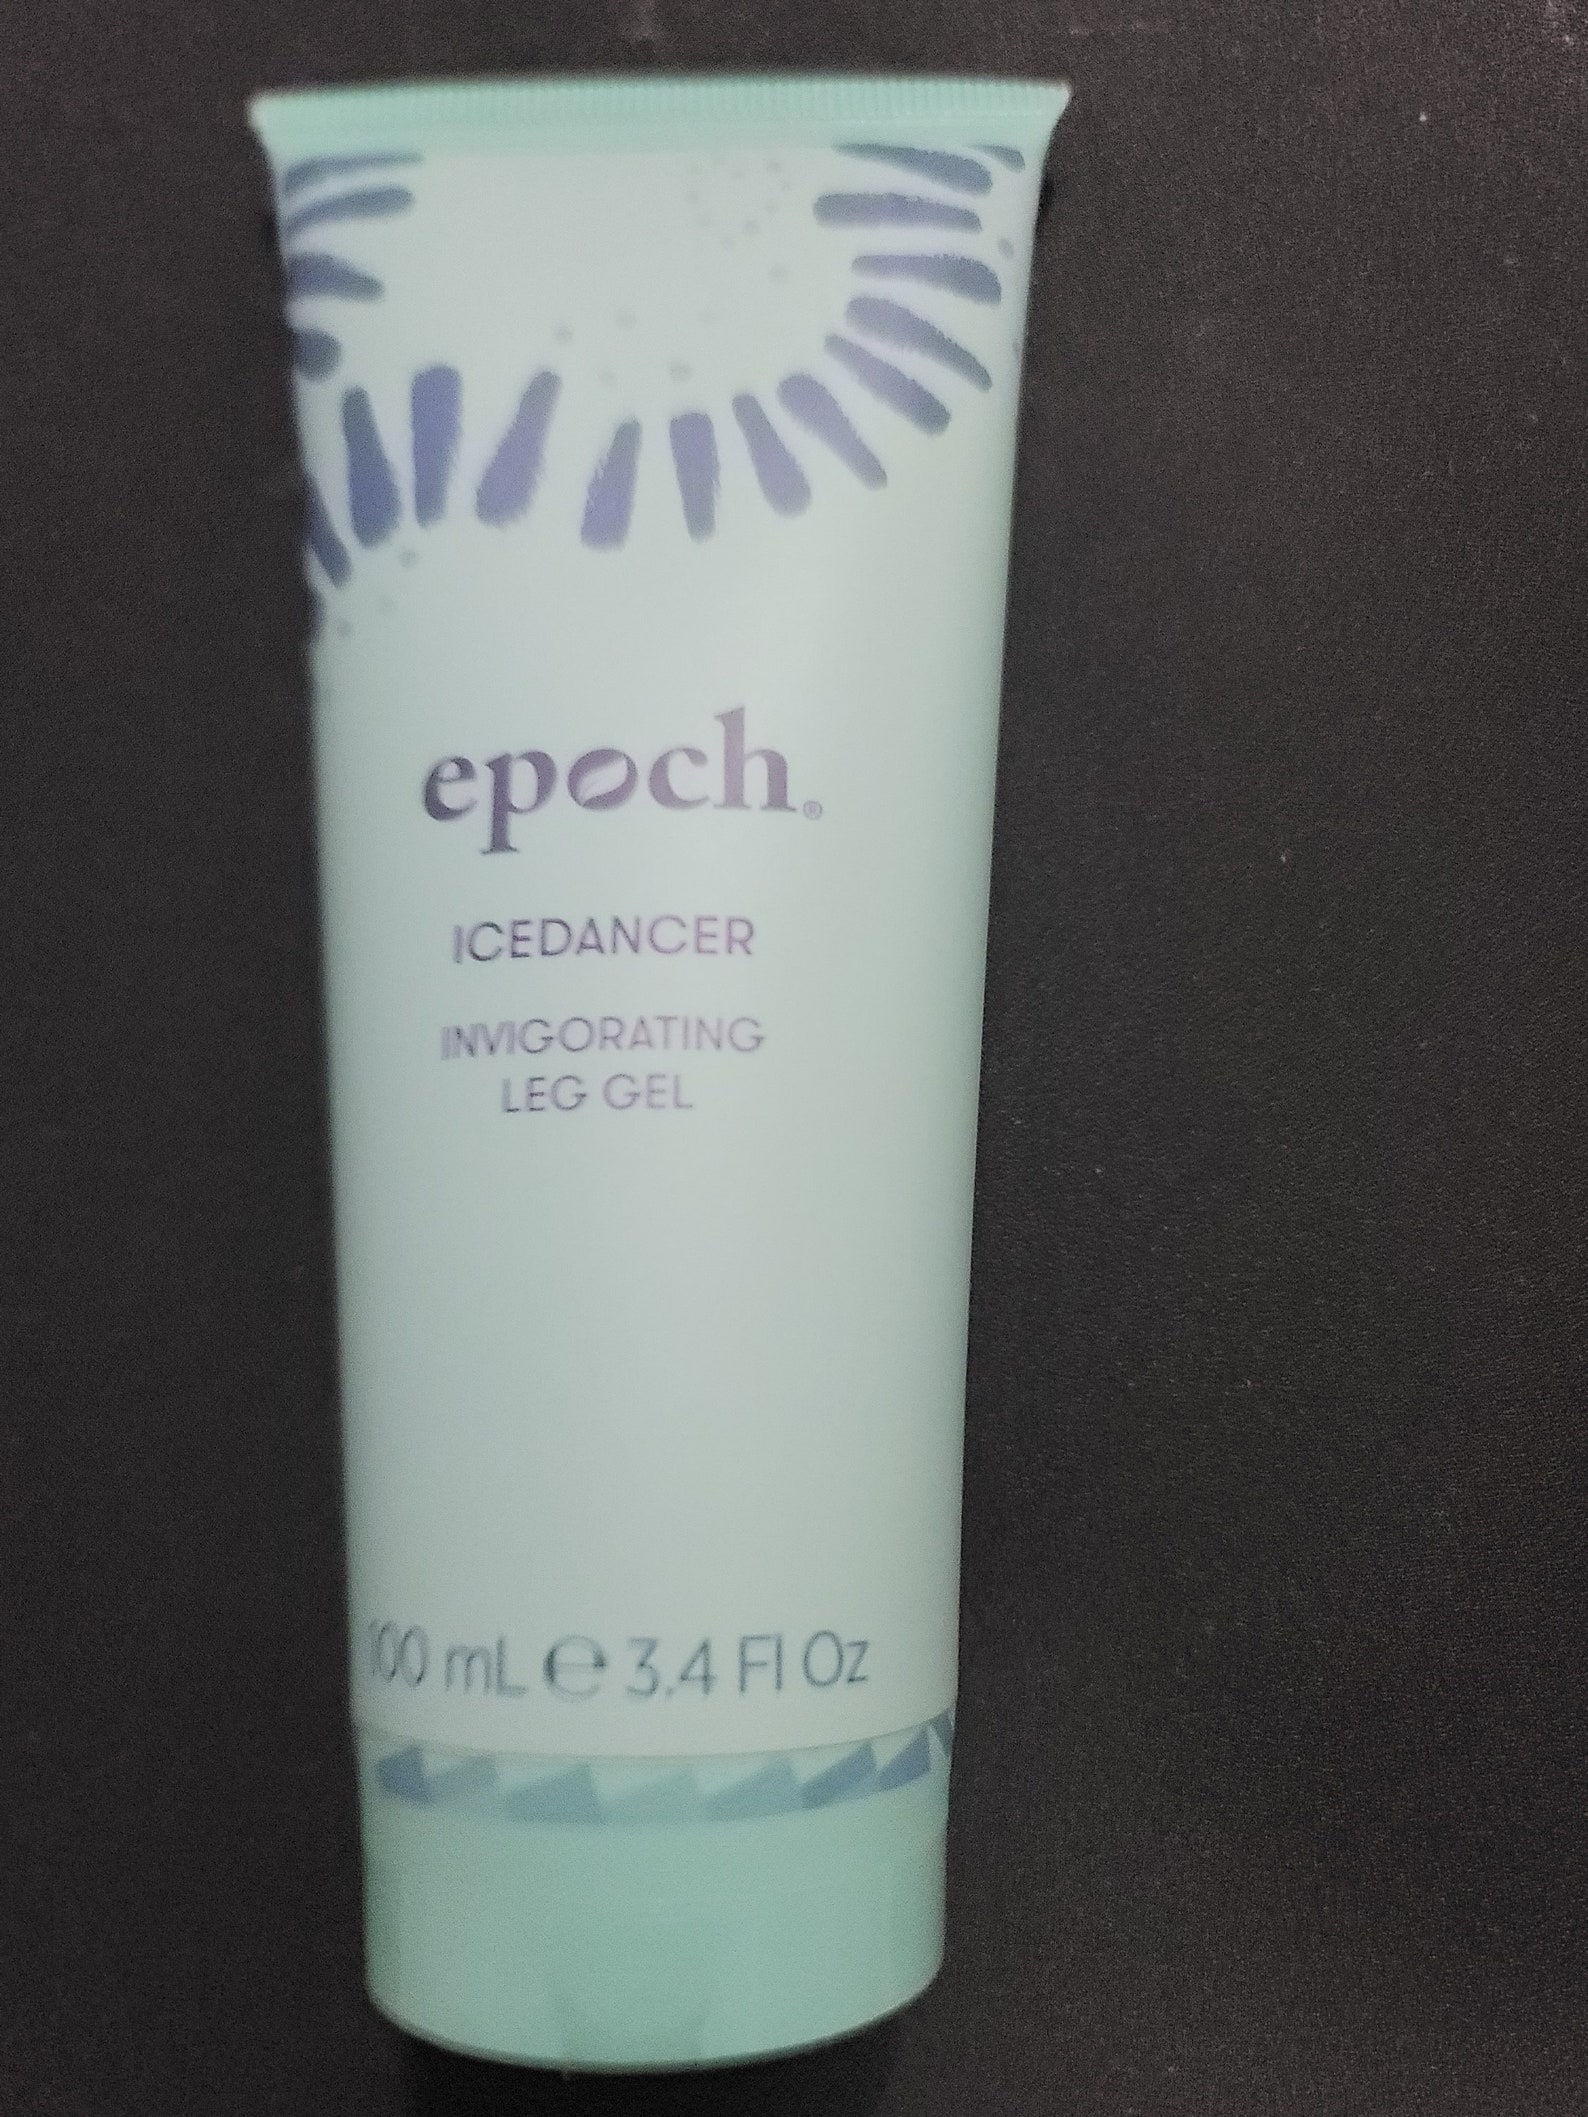 epoch®
ICEDANCER
INVIGORATING
LEG GEL
100 mL ℮ 3.4 Fl Oz